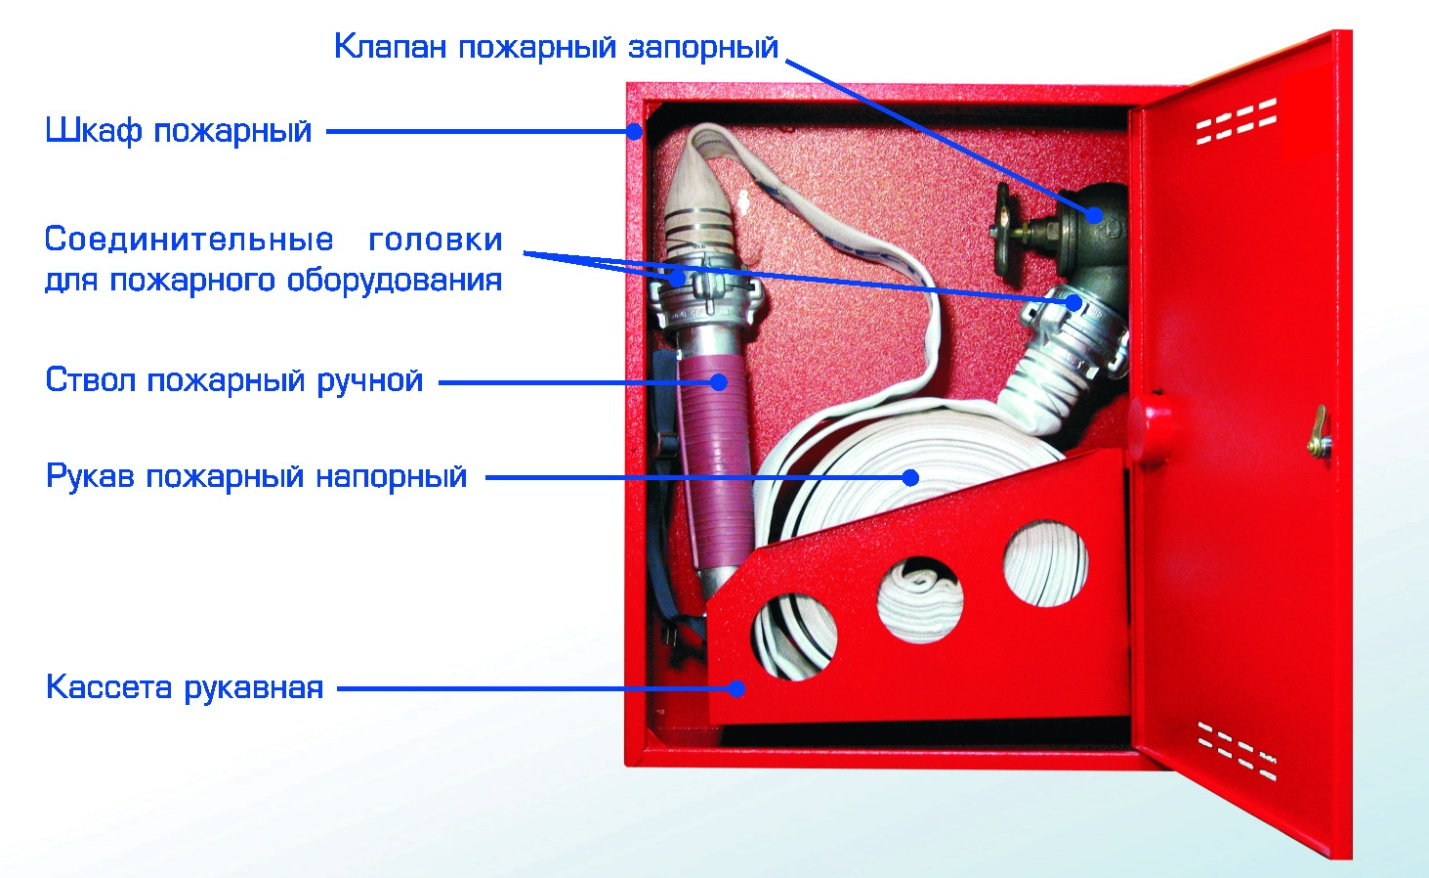 Клапан пожарный запорный
Шкаф пожарный
Соединительные головки
для пожарного оборудования
Ствол пожарный ручной
Рукав пожарный напорный
Кассета рукавная